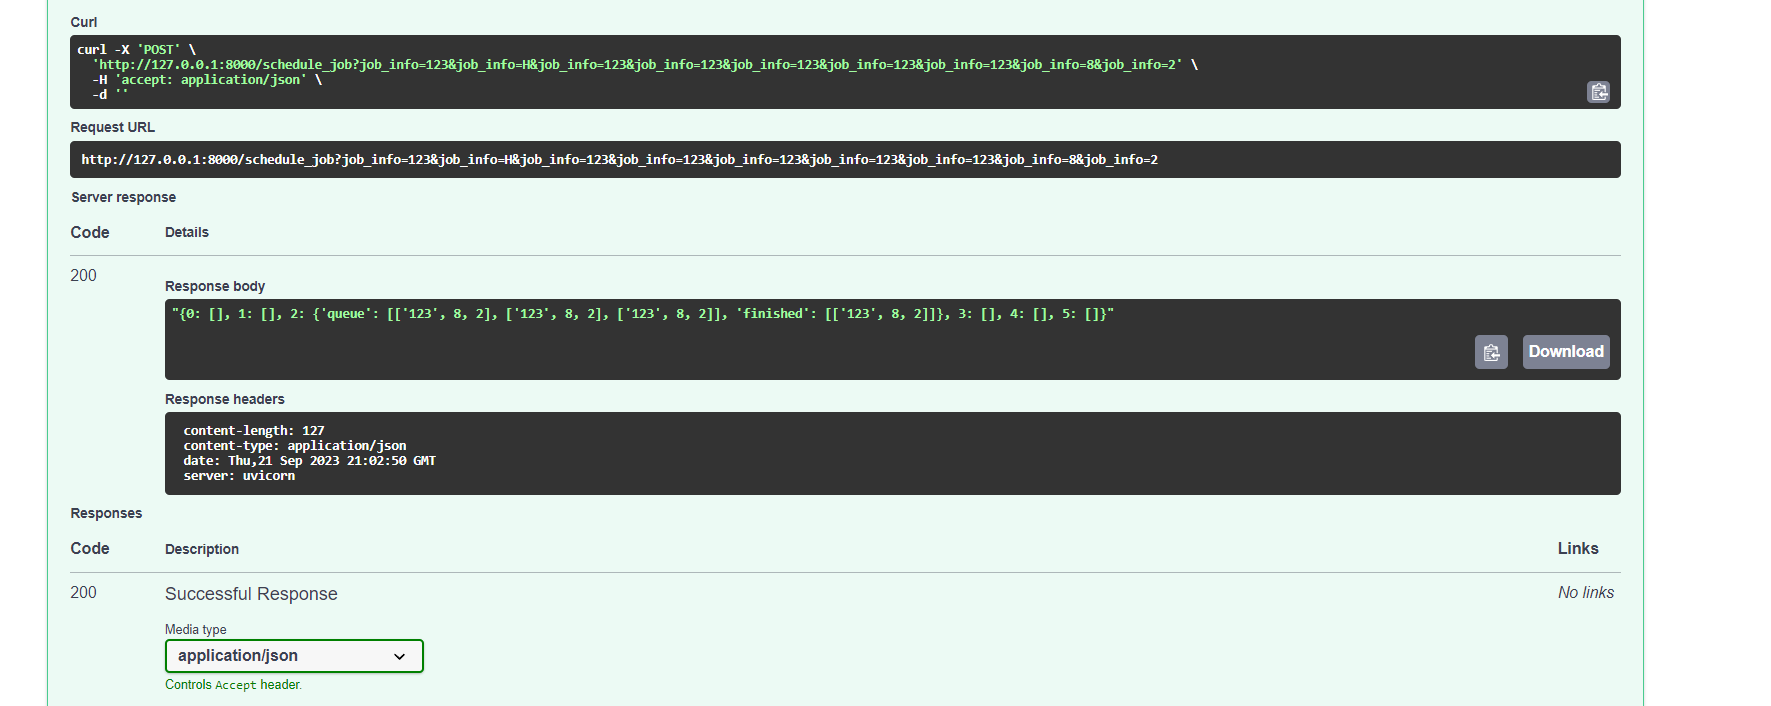 Curl
curl -X 'POST' \
'http://127.0.0.1:8000/schedule_job?job_info=123&job_info=H&job_info=123&job_info=123&job_info=123&job_info=123&job_info=123&job_info=8&job_info=2' \
-H 'accept: application/json' \
-d ''
Request URL
http://127.0.0.1:8000/schedule_job?job_info=123&job_info=H&job_info=123&job_info=123&job_info=123&job_info=123&job_info=123&job_info=8&job_info=2
Server response
Code Details
200
Response body
"{0: [], 1: [], 2: {'queue': [['123', 8, 2], ['123', 8, 2], ['123', 8, 2]], 'finished': [['123', 8, 2]]}, 3: [], 4: [], 5: []}"
Download
Response headers
content-length: 127
content-type: application/json
date: Thu,21 Sep 2023 21:02:50 GMT
server: uvicorn
Responses
Code Description Links
200 Successful Response No links
Media type
application/json
Controls Accept header.